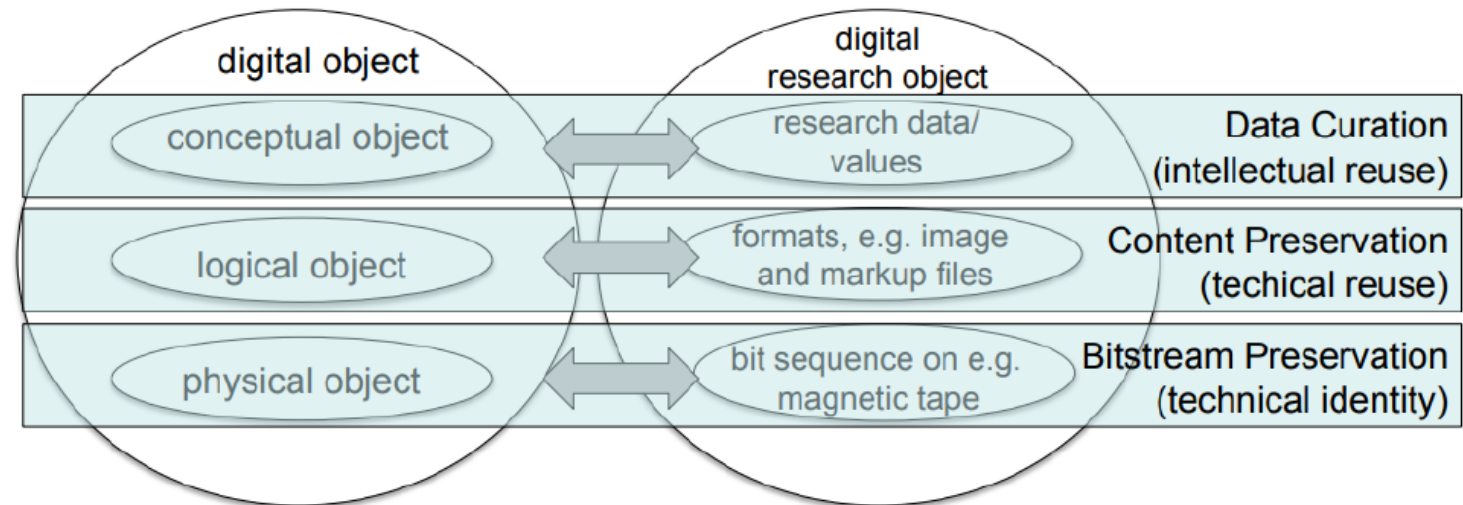 digital object
digital
research object
conceptual object
research data/
values
Data Curation
(intellectual reuse)
logical object
formats, e.g. image
and markup files
Content Preservation
(techical reuse)
physical object
bit sequence on e.g.
magnetic tape
Bitstream Preservation
(technical identity)